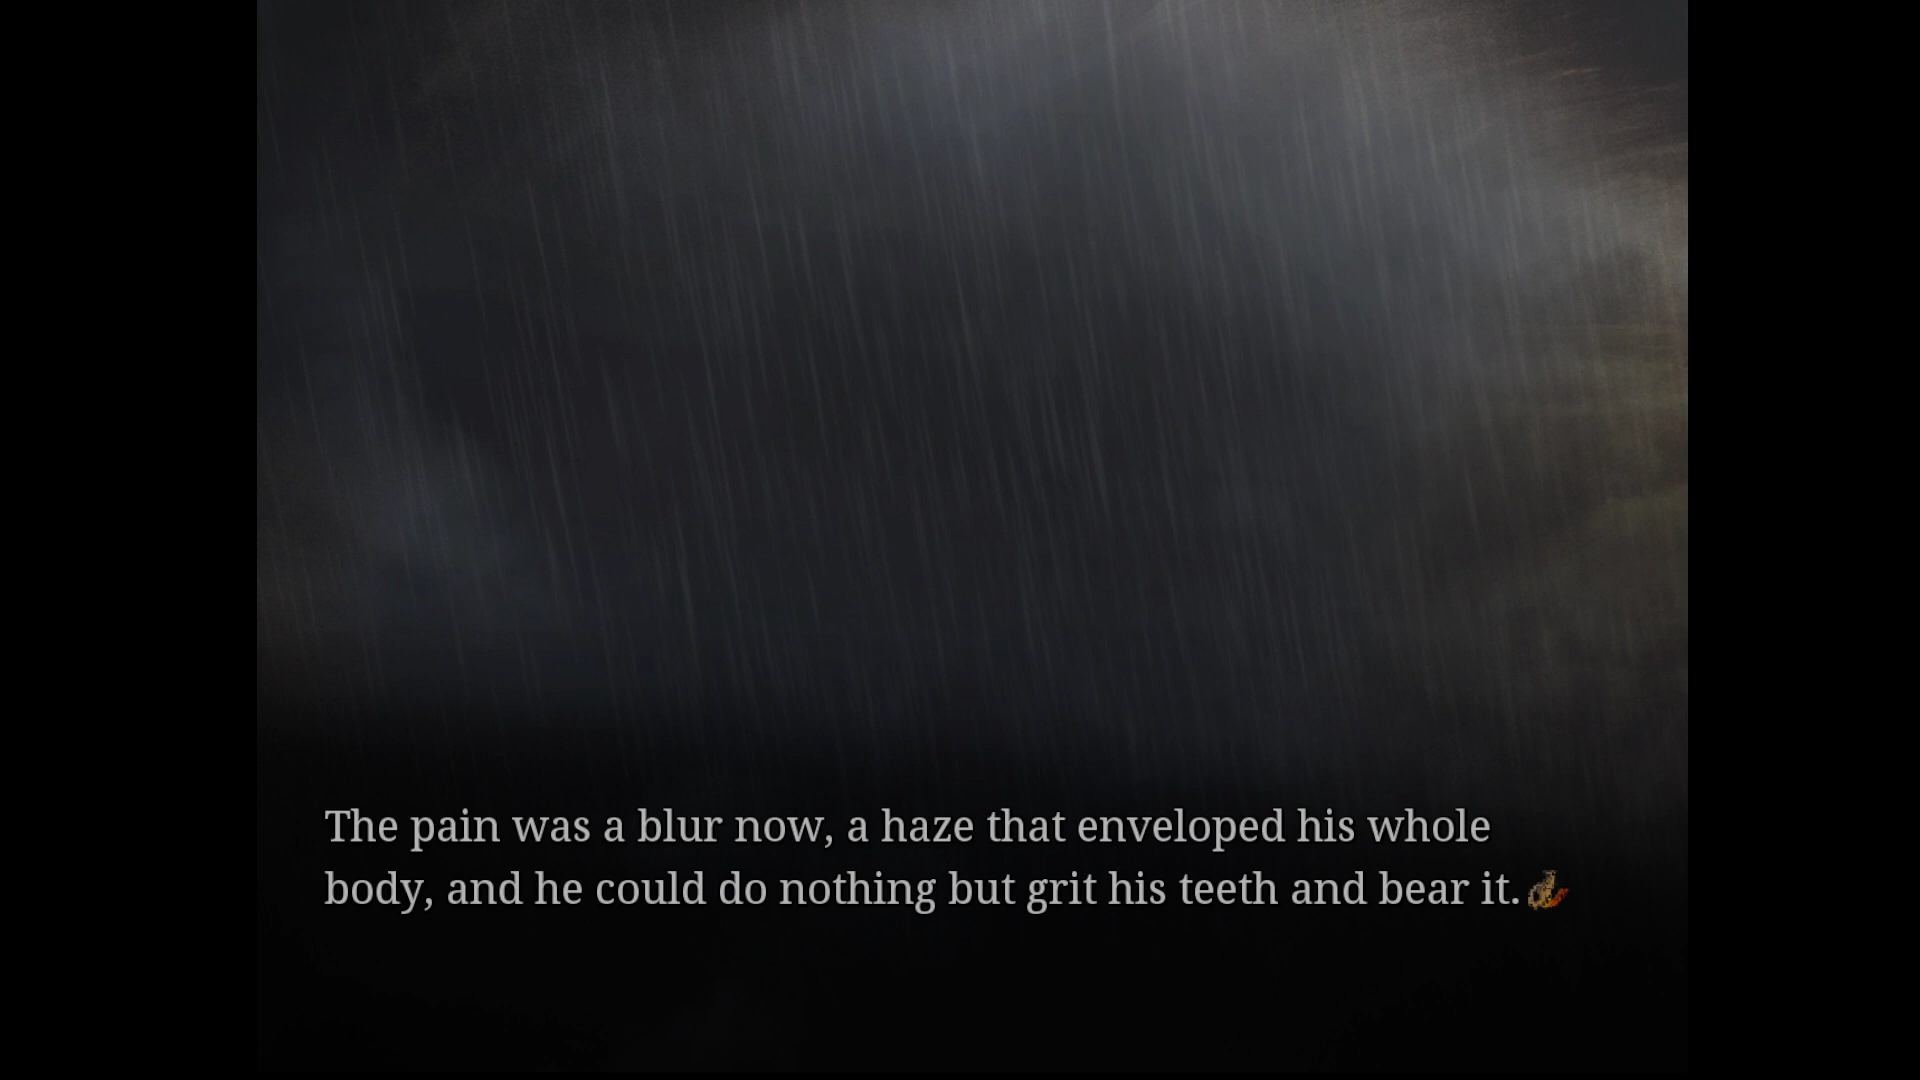 The pain was a blur now, a haze that enveloped his whole
body, and he could do nothing but grit his teeth and bear it.